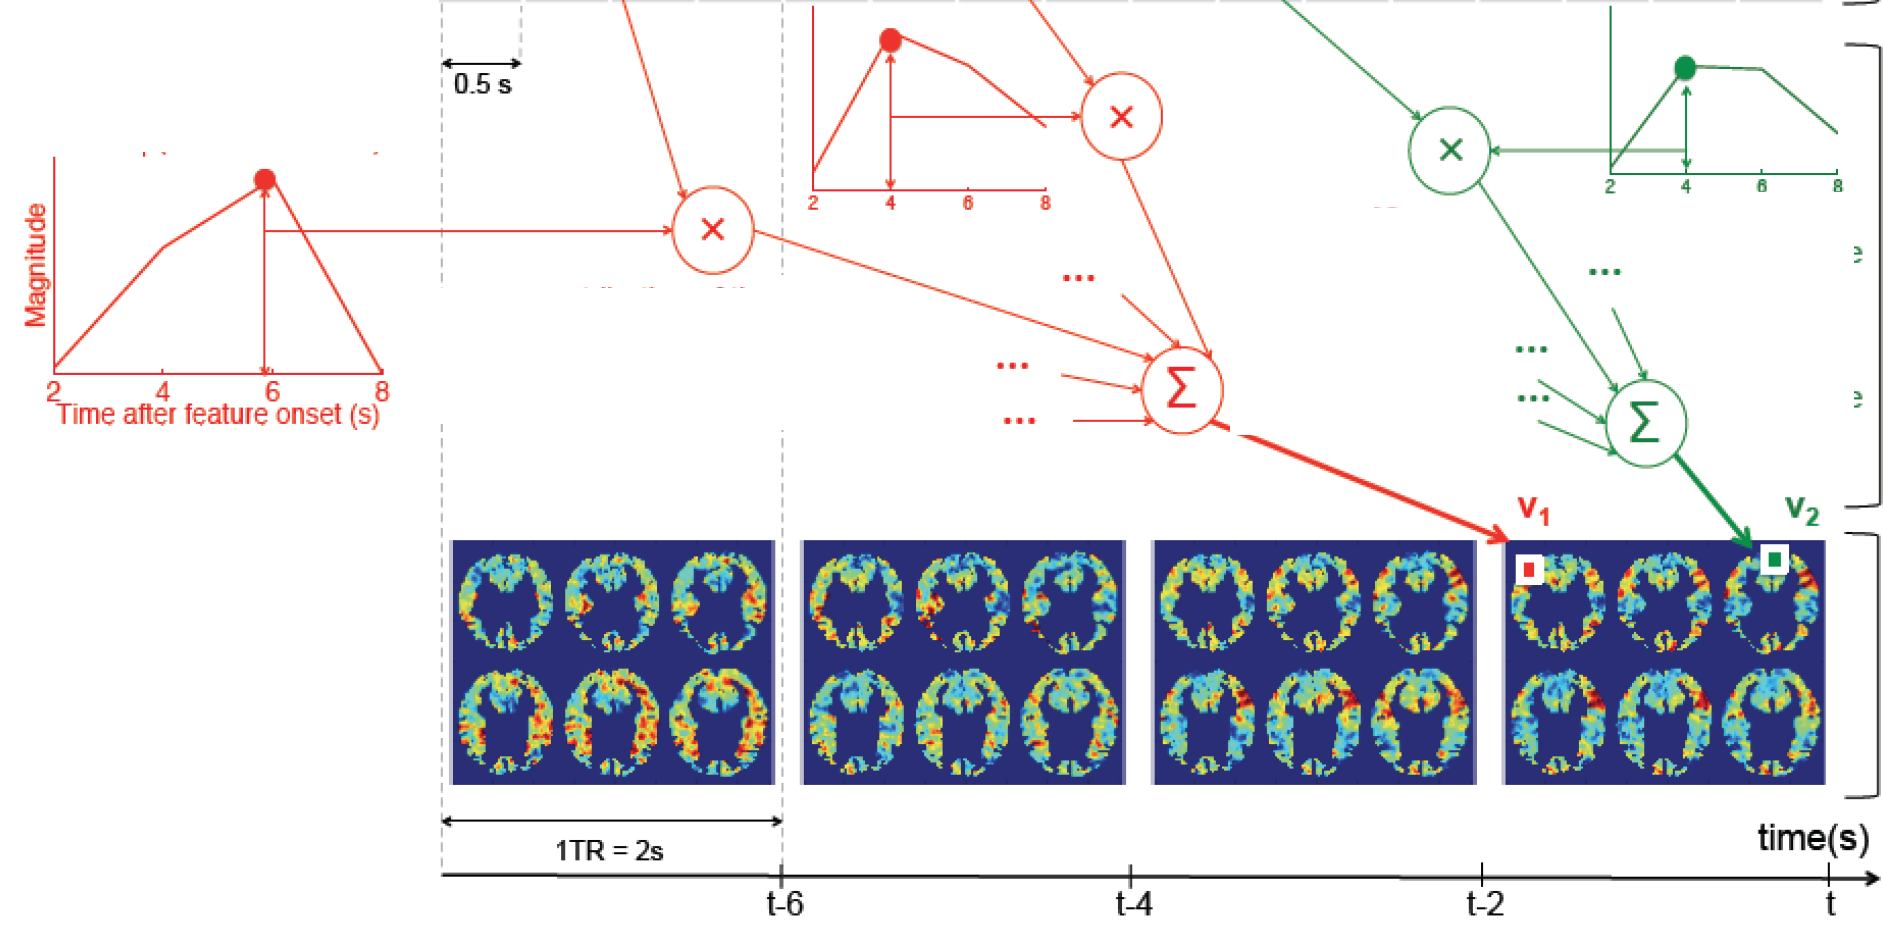 0.5 s
×
2 4 6 8
×
2 4 6 8
×
Magnitude
2 4 6 8
Time after feature onset (s)
...
...
...
Σ
...
...
...
Σ
v1
v2
1TR = 2s
time(s)
t-6
t-4
t-2
t